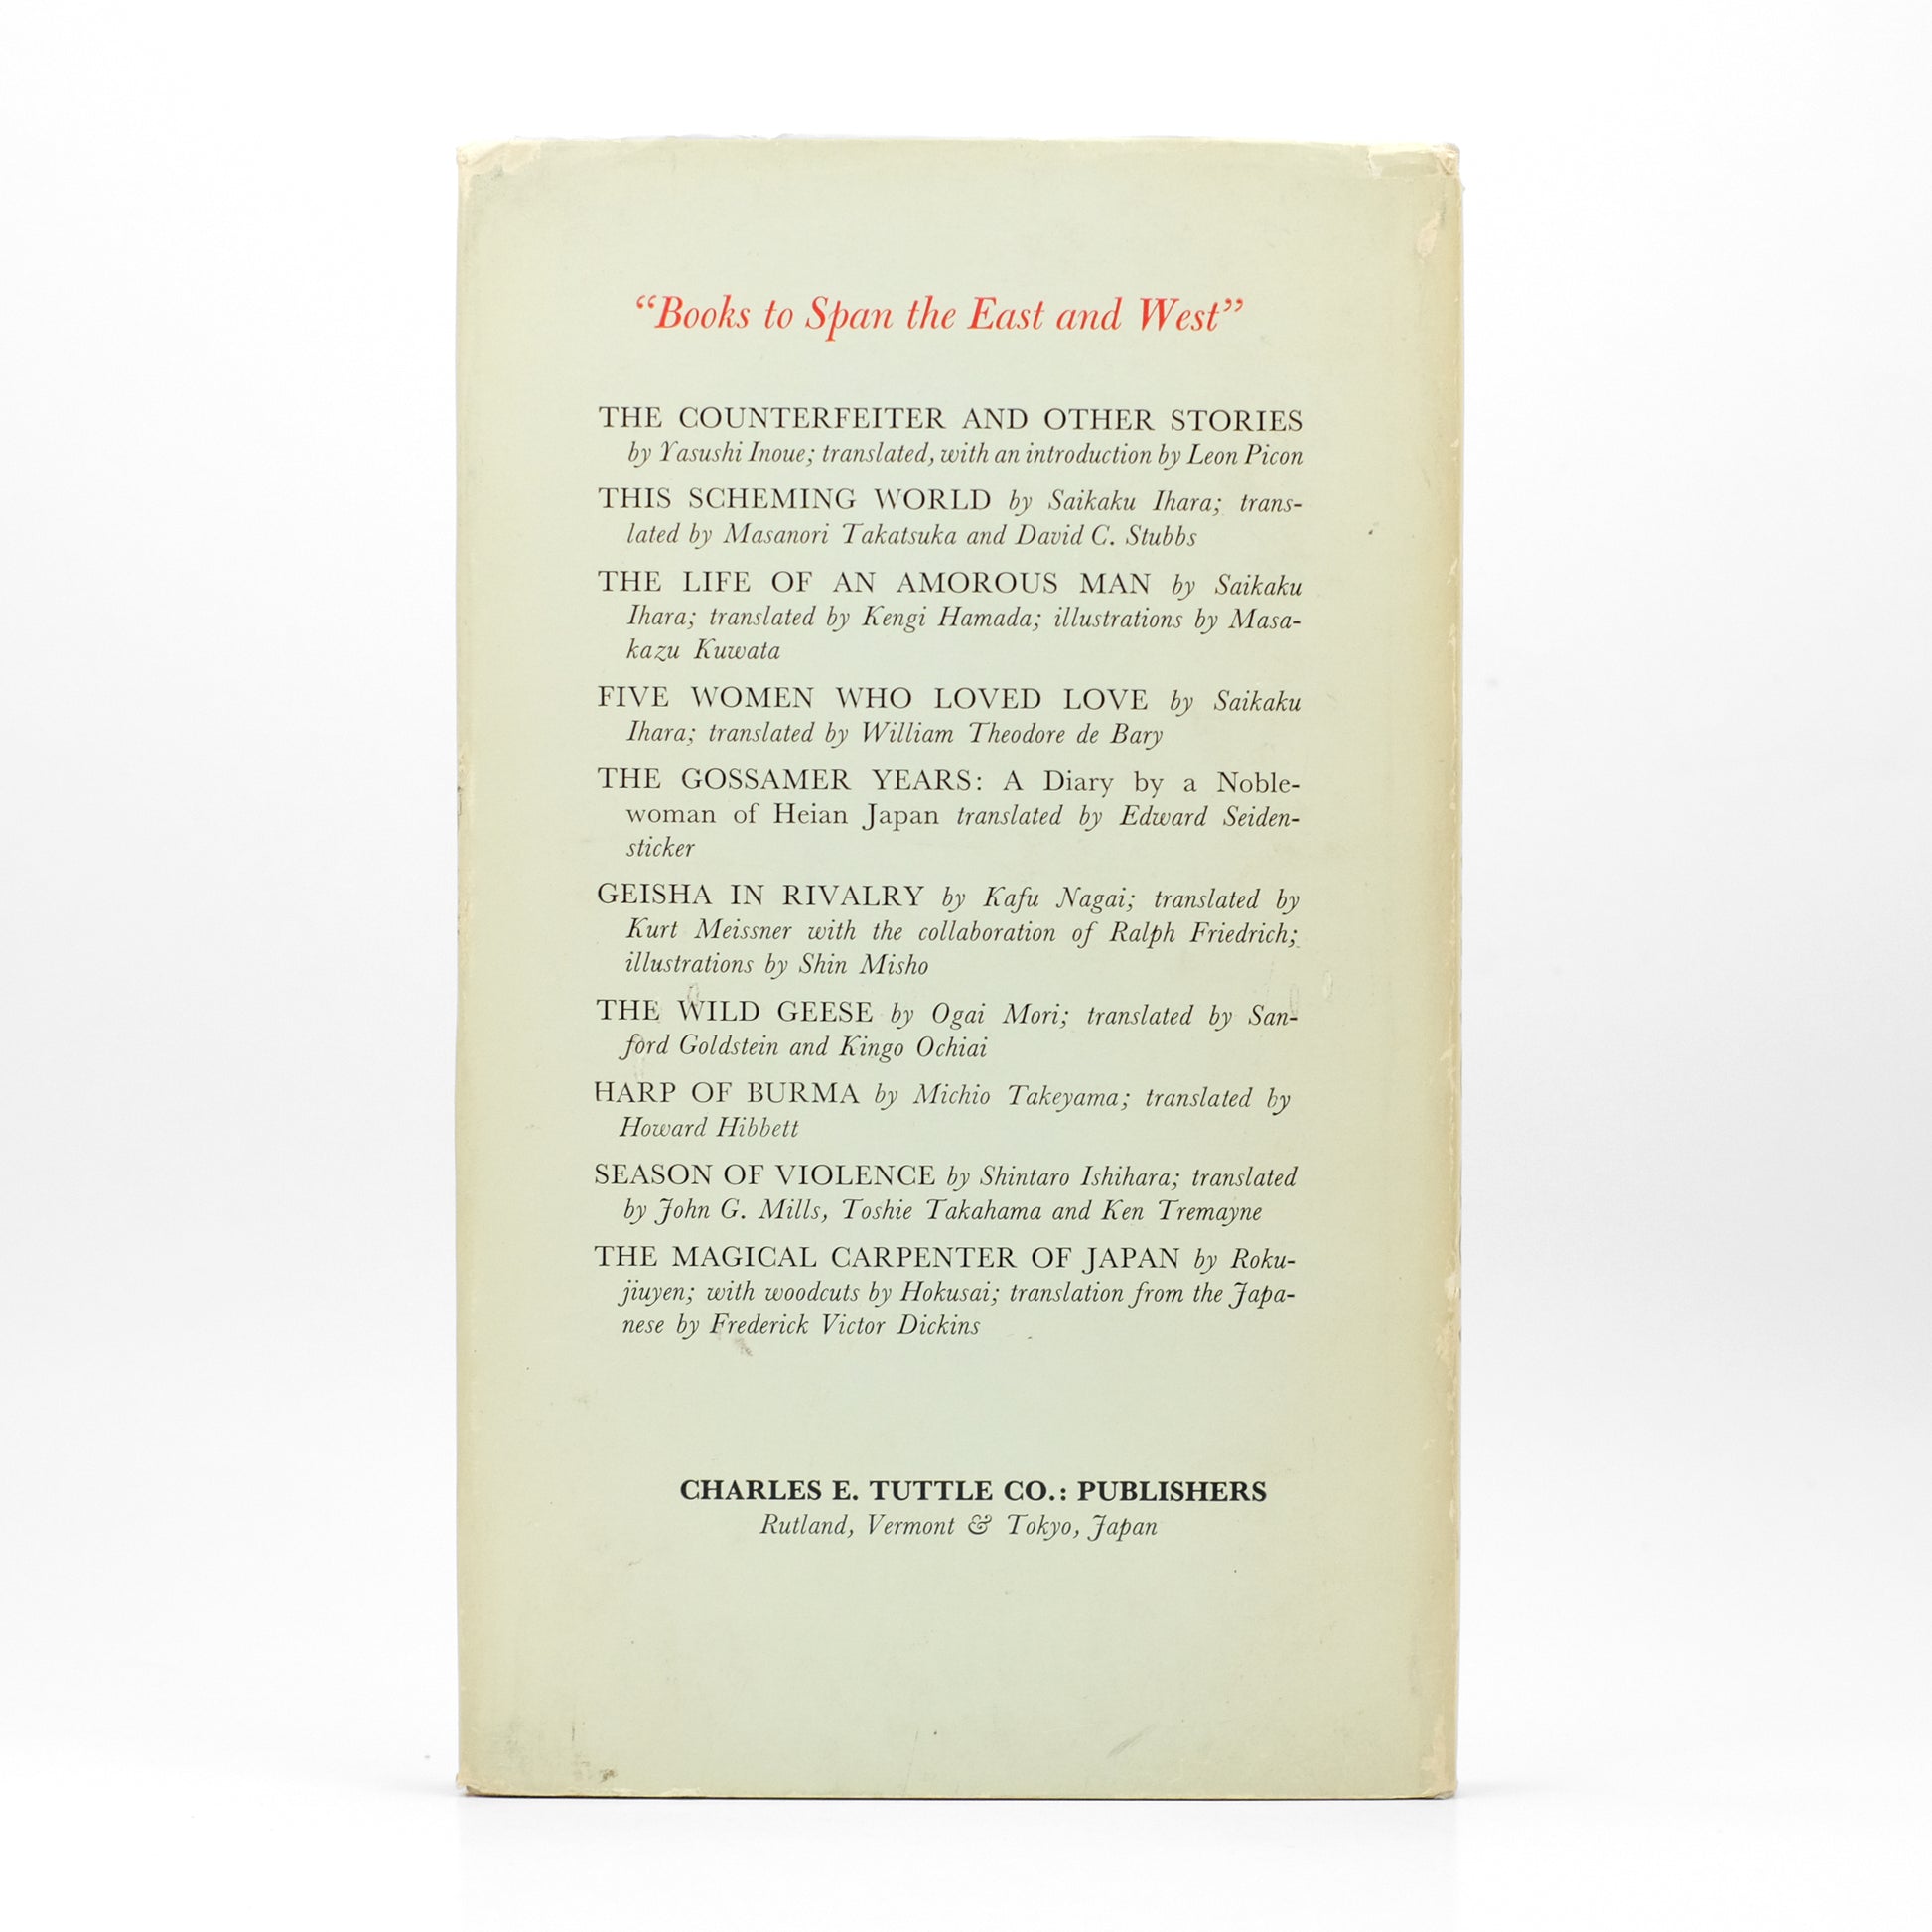 “Books to Span the East and West”
THE COUNTERFEITER AND OTHER STORIES
by Yasushi Inoue; translated, with an introduction by Leon Picon
THIS SCHEMING WORLD by Saikaku Ihara; trans-
lated by Masanori Takatsuka and David C. Stubbs
THE LIFE OF AN AMOROUS MAN by Saikaku
Ihara; translated by Kengi Hamada; illustrations by Masa-
kazu Kuwata
FIVE WOMEN WHO LOVED LOVE by Saikaku
Ihara; translated by William Theodore de Bary
THE GOSSAMER YEARS: A Diary by a Noble-
woman of Heian Japan translated by Edward Seiden-
sticker
GEISHA IN RIVALRY by Kafu Nagai; translated by
Kurt Meissner with the collaboration of Ralph Friedrich;
illustrations by Shin Misho
THE WILD GEESE by Ogai Mori; translated by San-
ford Goldstein and Kingo Ochiai
HARP OF BURMA by Michio Takeyama; translated by
Howard Hibbett
SEASON OF VIOLENCE by Shintaro Ishihara; translated
by John G. Mills, Toshie Takahama and Ken Tremayne
THE MAGICAL CARPENTER OF JAPAN by Roku-
jiuyen; with woodcuts by Hokusai; translation from the Japa-
nese by Frederick Victor Dickins
CHARLES E. TUTTLE CO.: PUBLISHERS
Rutland, Vermont & Tokyo, Japan